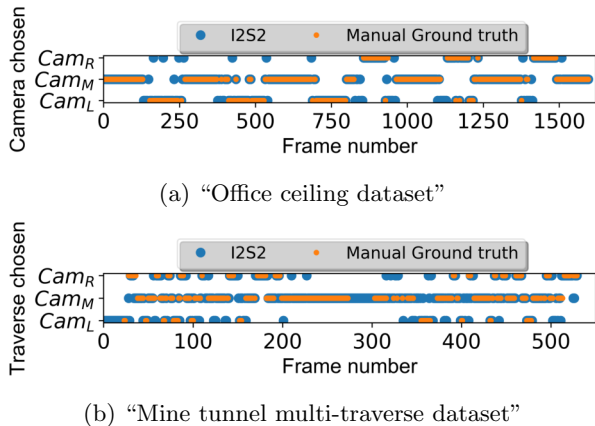 I2S2 Manual Ground truth
Camera chosen
Cam_R
Cam_M
Cam_L
0 250 500 750 1000 1250 1500
Frame number
(a) “Office ceiling dataset”
I2S2 Manual Ground truth
Traverse chosen
Cam_R
Cam_M
Cam_L
0 100 200 300 400 500
Frame number
(b) “Mine tunnel multi-traverse dataset”